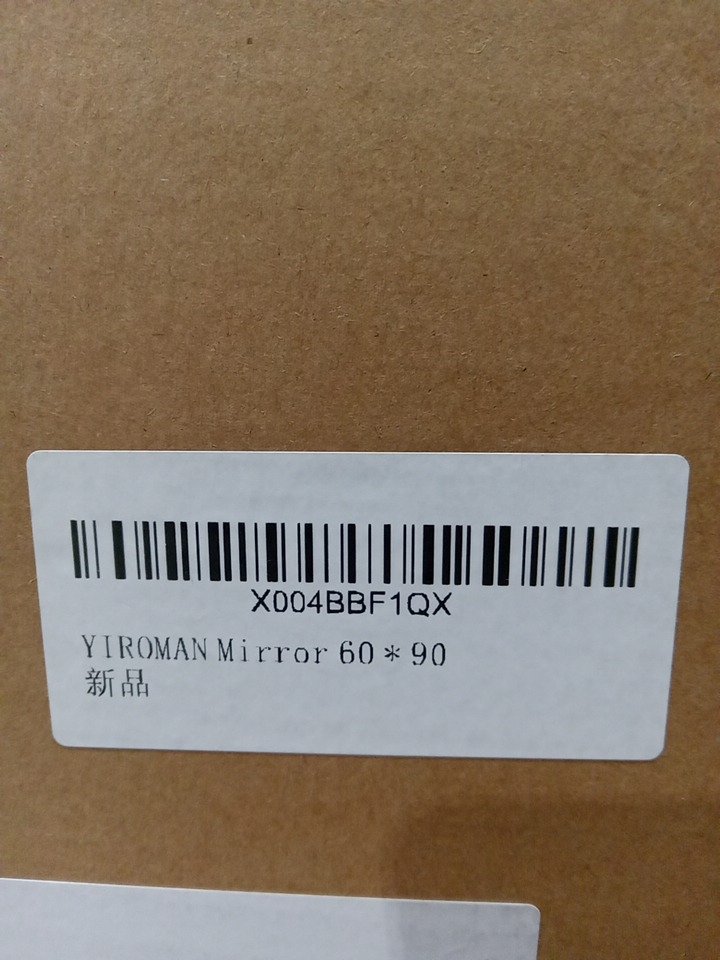 X004BBF1QX
YIROMAN Mirror 60*90
新品